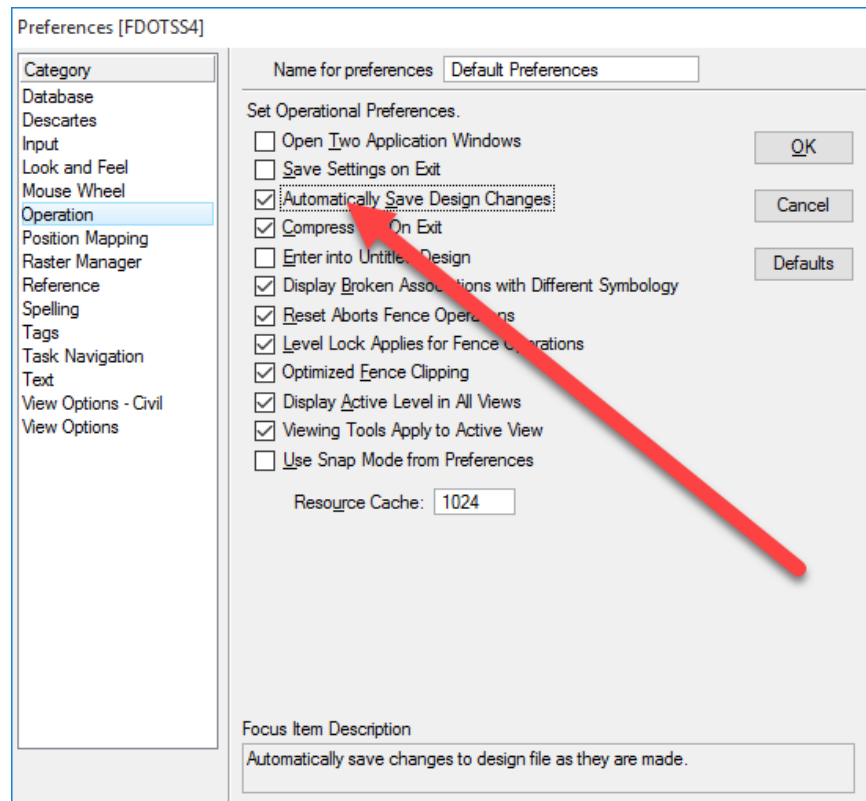 Preferences [FDOTSS4]
Category
Database
Descartes
Input
Look and Feel
Mouse Wheel
Operation
Position Mapping
Raster Manager
Reference
Spelling
Tags
Task Navigation
Text
View Options - Civil
View Options
Name for preferences Default Preferences
Set Operational Preferences.
Open Two Application Windows
Save Settings on Exit
Automatically Save Design Changes
Compress On Exit
Enter into Untitled Design
Display Broken Associations with Different Symbology
Reset Aborts Fence Operations
Level Lock Applies for Fence Operations
Optimized Fence Clipping
Display Active Level in All Views
Viewing Tools Apply to Active View
Use Snap Mode from Preferences
Resource Cache: 1024
OK
Cancel
Defaults
Focus Item Description
Automatically save changes to design file as they are made.